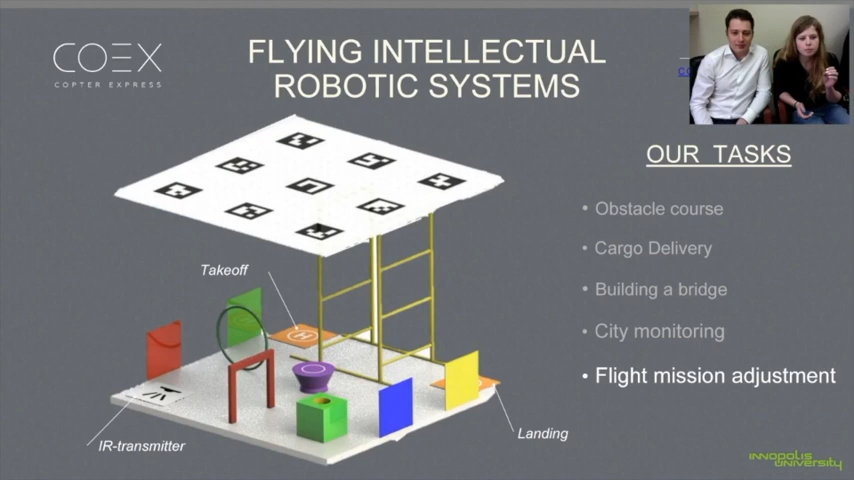 COEX
COPTER EXPRESS
FLYING INTELLECTUAL
ROBOTIC SYSTEMS
OUR TASKS
• Obstacle course
• Cargo Delivery
• Building a bridge
• City monitoring
• Flight mission adjustment
Takeoff
H
IR-transmitter
Landing
INNOPOLIS
UNIVERSITY